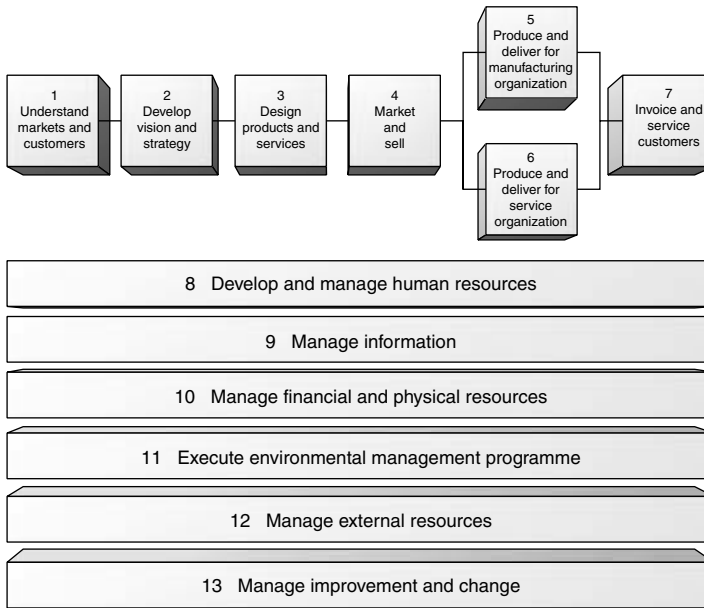 1
Understand
markets and
customers
2
Develop
vision and
strategy
3
Design
products and
services
4
Market
and
sell
5
Produce and
deliver for
manufacturing
organization
6
Produce and
deliver for
service
organization
7
Invoice and
service
customers
8 Develop and manage human resources
9 Manage information
10 Manage financial and physical resources
11 Execute environmental management programme
12 Manage external resources
13 Manage improvement and change